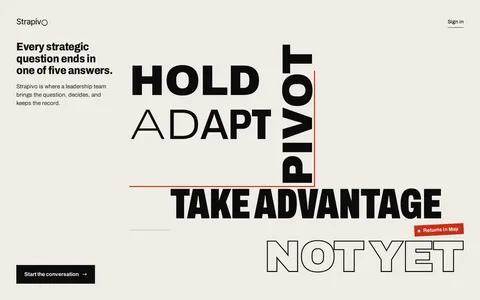 Strapivo
Sign in
Every strategic
question ends in
one of five answers.
Strapivo is where a leadership team
brings the question, decides, and
keeps the record.
HOLD
ADAPT
PIVOT
TAKE ADVANTAGE
Returns in May
NOT YET
Start the conversation →